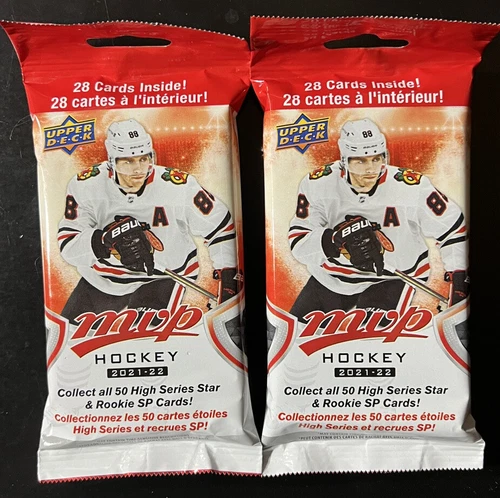 28 Cards Inside!
28 cartes à l'intérieur!
UPPER
DECK
88
88
A
BAUER
mvp
HOCKEY
2021-22
Collect all 50 High Series Star
& Rookie SP Cards!
Collectionnez les 50 cartes étoiles
High Series et recrues SP!
28 Cards Inside!
28 cartes à l'intérieur!
UPPER
DECK
88
88
A
mvp
HOCKEY
2021-22
Collect all 50 High Series Star
& Rookie SP Cards!
Collectionnez les 50 cartes étoiles
High Series et recrues SP!